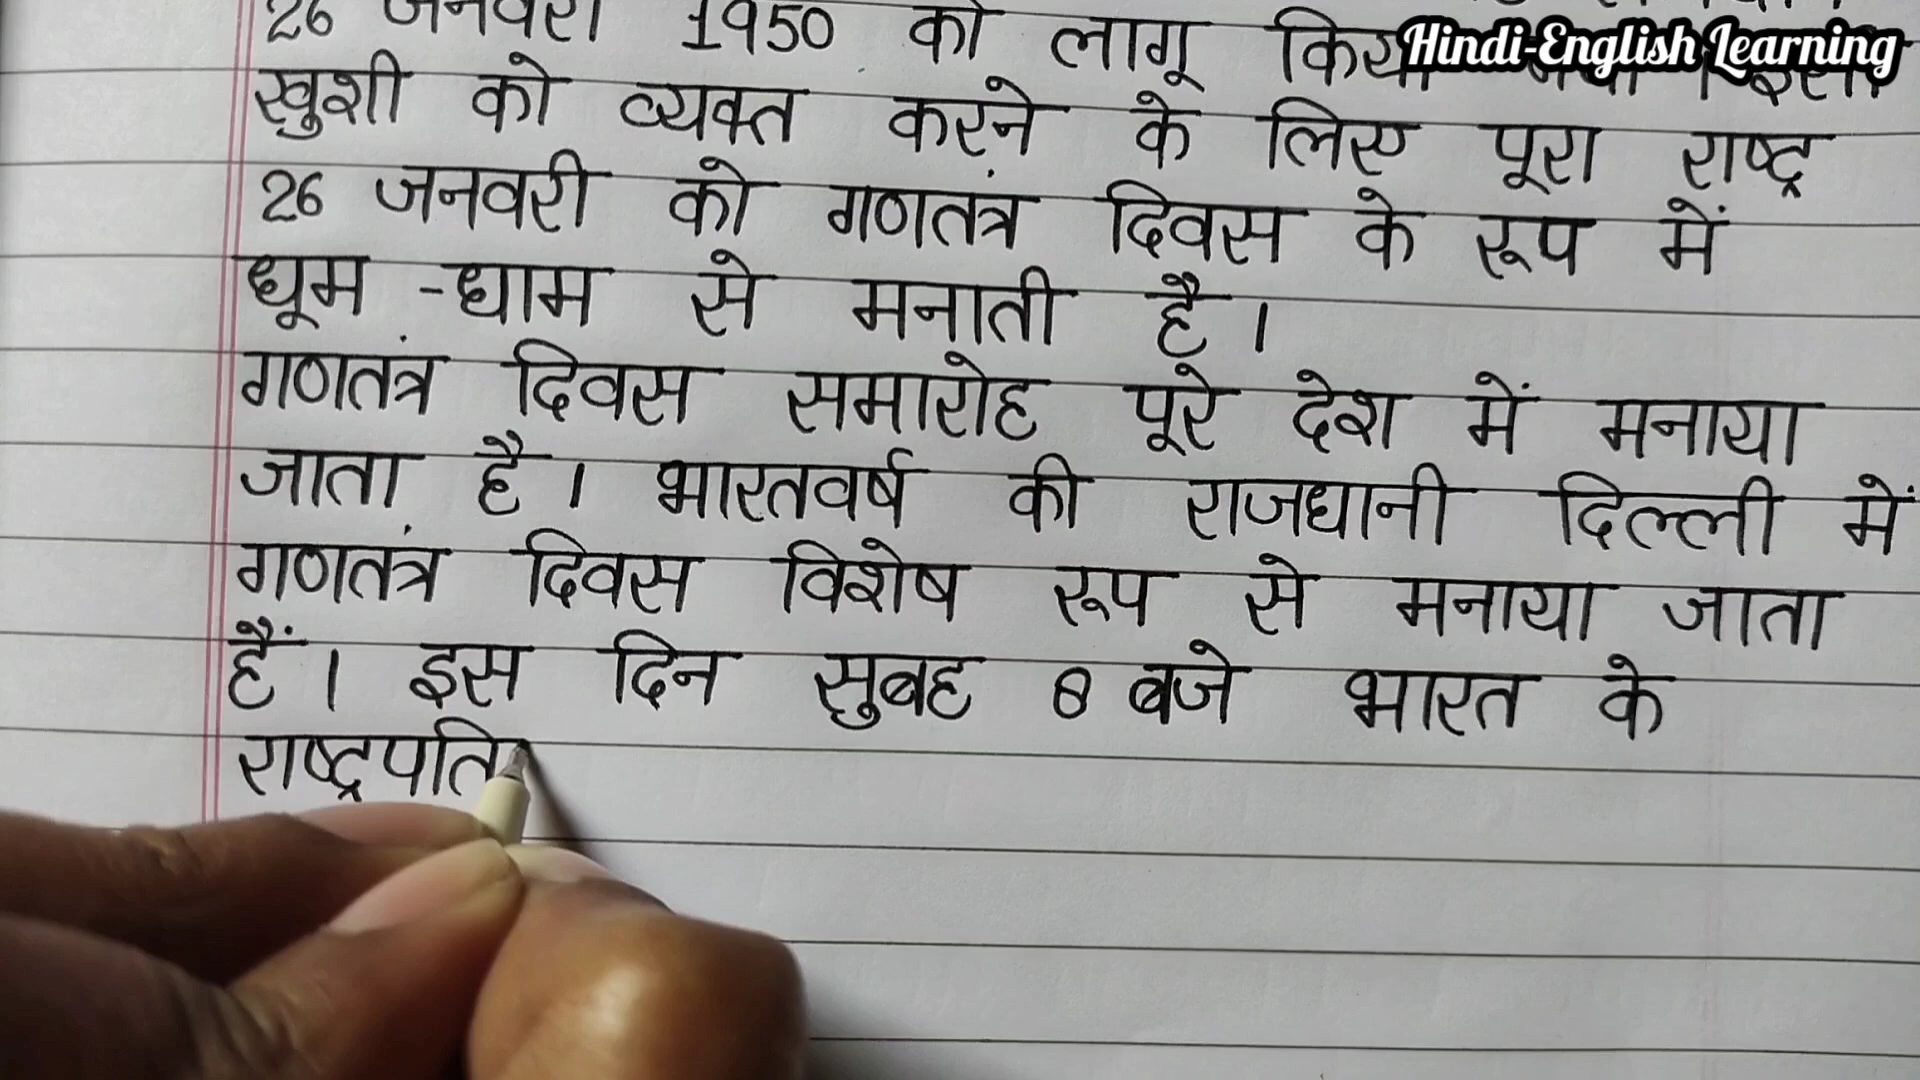 26 जनवरी 1950 को लागू किया
Hindi-English Learning
खुशी को व्यक्त करने के लिए पूरा राष्ट्र
26 जनवरी को गणतंत्र दिवस के रूप में
धूम -धाम से मनाती है ।
गणतंत्र दिवस समारोह पूरे देश में मनाया
जाता है । भारतवर्ष की राजधानी दिल्ली में
गणतंत्र दिवस विशेष रूप से मनाया जाता
हैं । इस दिन सुबह 8 बजे भारत के
राष्ट्रपति